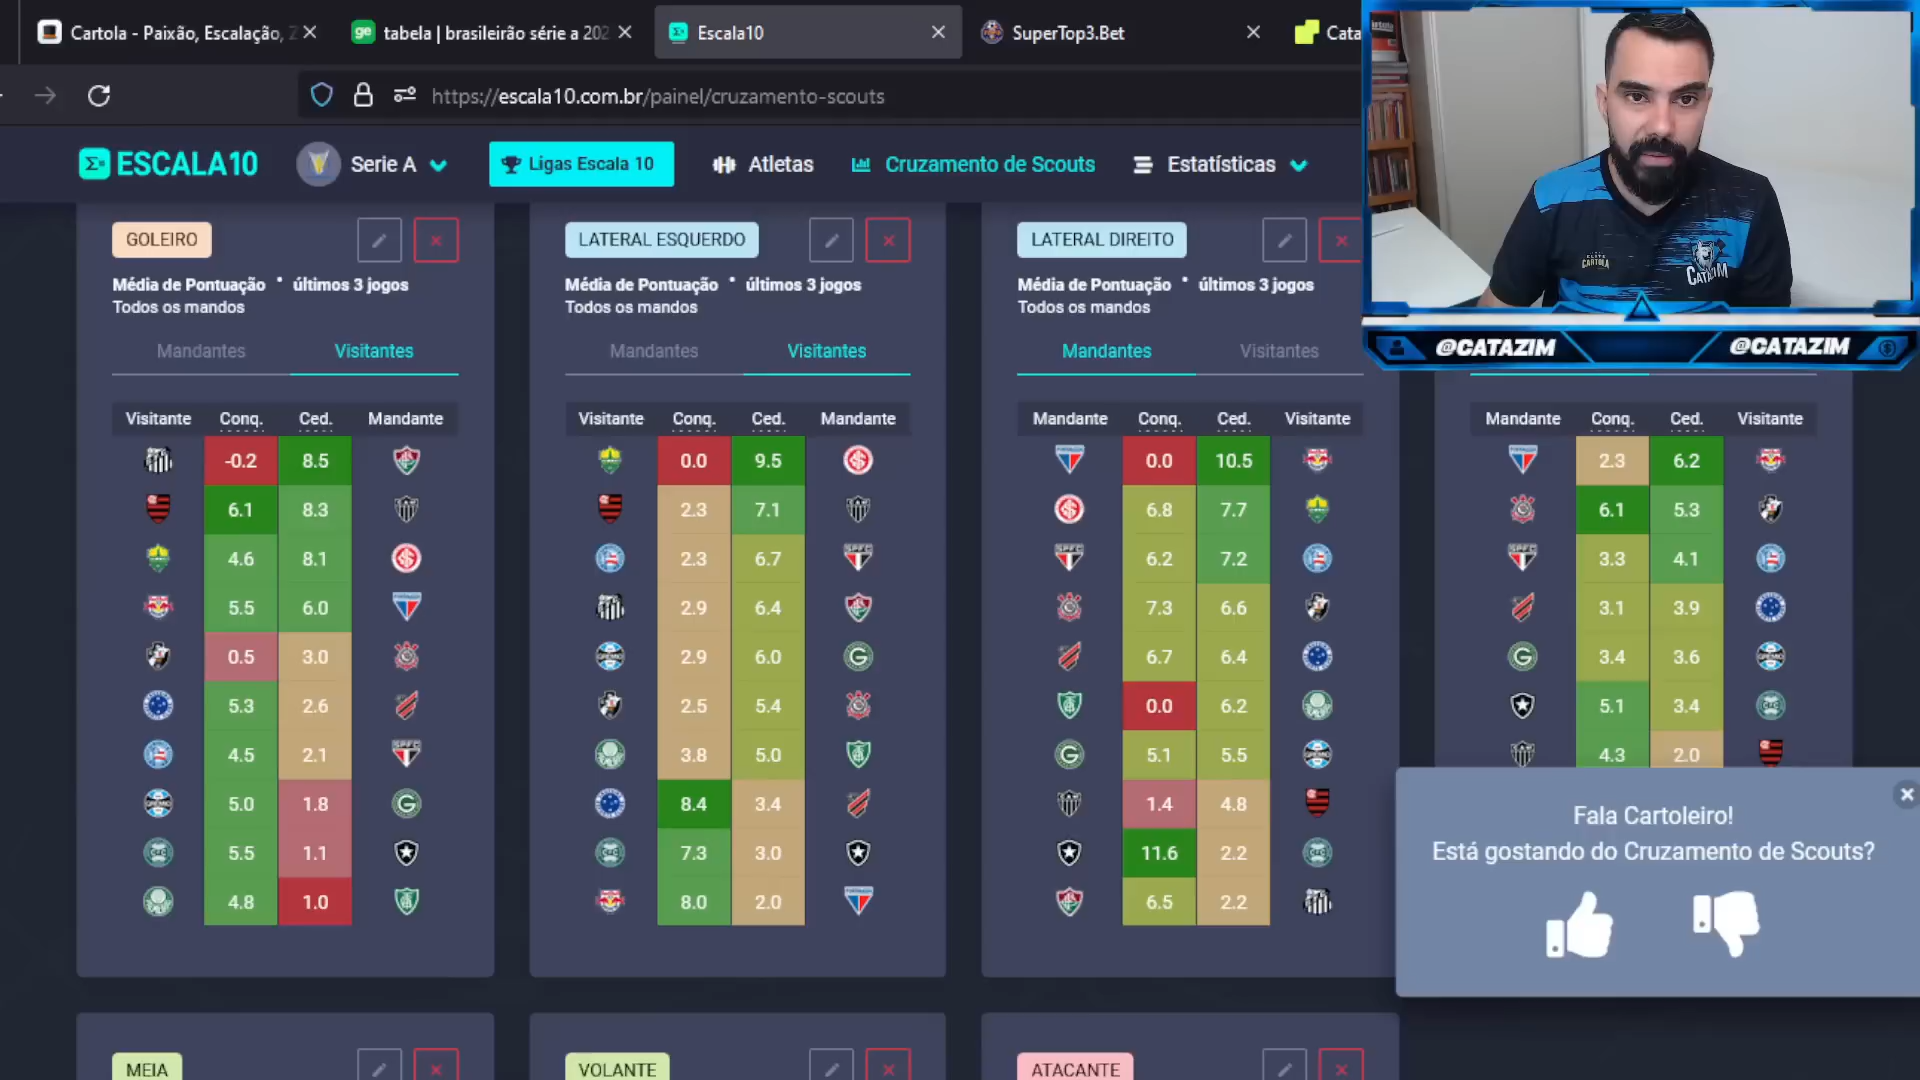 Cartola - Paixão, Escalação, 2
ge tabela | brasileirão série a 202
Escala10
SuperTop3.Bet
Cata
https://escala10.com.br/painel/cruzamento-scouts
ESCALA10
Serie A
Ligas Escala 10
Atletas
Cruzamento de Scouts
Estatísticas
ELITE CARTOLA
CATAZIM
@CATAZIM
@CATAZIM
GOLEIRO
Média de Pontuação • últimos 3 jogos
Todos os mandos
Mandantes Visitantes
Visitante Conq. Ced. Mandante
-0.2 8.5
6.1 8.3
4.6 8.1
5.5 6.0
0.5 3.0
5.3 2.6
4.5 2.1
5.0 1.8
5.5 1.1
4.8 1.0
LATERAL ESQUERDO
Média de Pontuação • últimos 3 jogos
Todos os mandos
Mandantes Visitantes
Visitante Conq. Ced. Mandante
0.0 9.5
2.3 7.1
2.3 6.7
2.9 6.4
2.9 6.0
2.5 5.4
3.8 5.0
8.4 3.4
7.3 3.0
8.0 2.0
LATERAL DIREITO
Média de Pontuação • últimos 3 jogos
Todos os mandos
Mandantes Visitantes
Mandante Conq. Ced. Visitante
0.0 10.5
6.8 7.7
6.2 7.2
7.3 6.6
6.7 6.4
0.0 6.2
5.1 5.5
1.4 4.8
11.6 2.2
6.5 2.2
Mandante Conq. Ced. Visitante
2.3 6.2
6.1 5.3
3.3 4.1
3.1 3.9
3.4 3.6
5.1 3.4
4.3 2.0
Fala Cartoleiro!
Está gostando do Cruzamento de Scouts?
MEIA
VOLANTE
ATACANTE